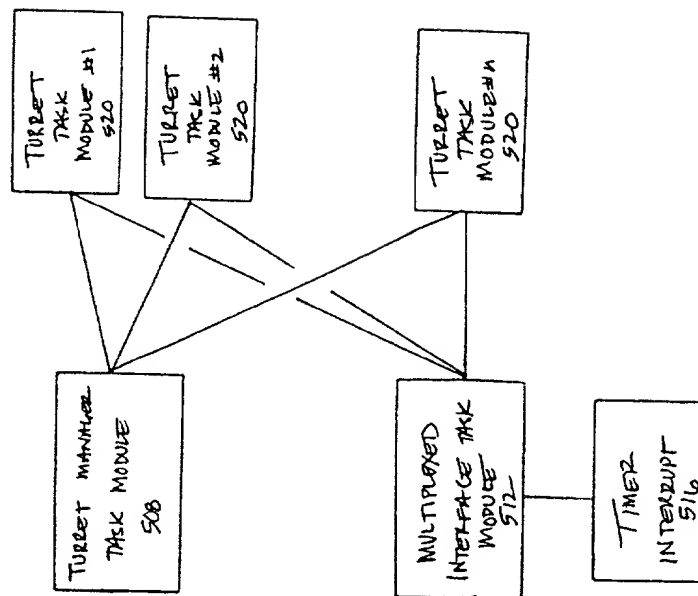 TURRET
TASK
MODULE #1
520
TURRET
TASK
MODULE #2
520
TURRET
TASK
MODULE #n
520
TURRET MANAGER
TASK MODULE
508
MULTIPLEXED
INTERFACE TASK
MODULE
512
TIMER
INTERRUPT
516